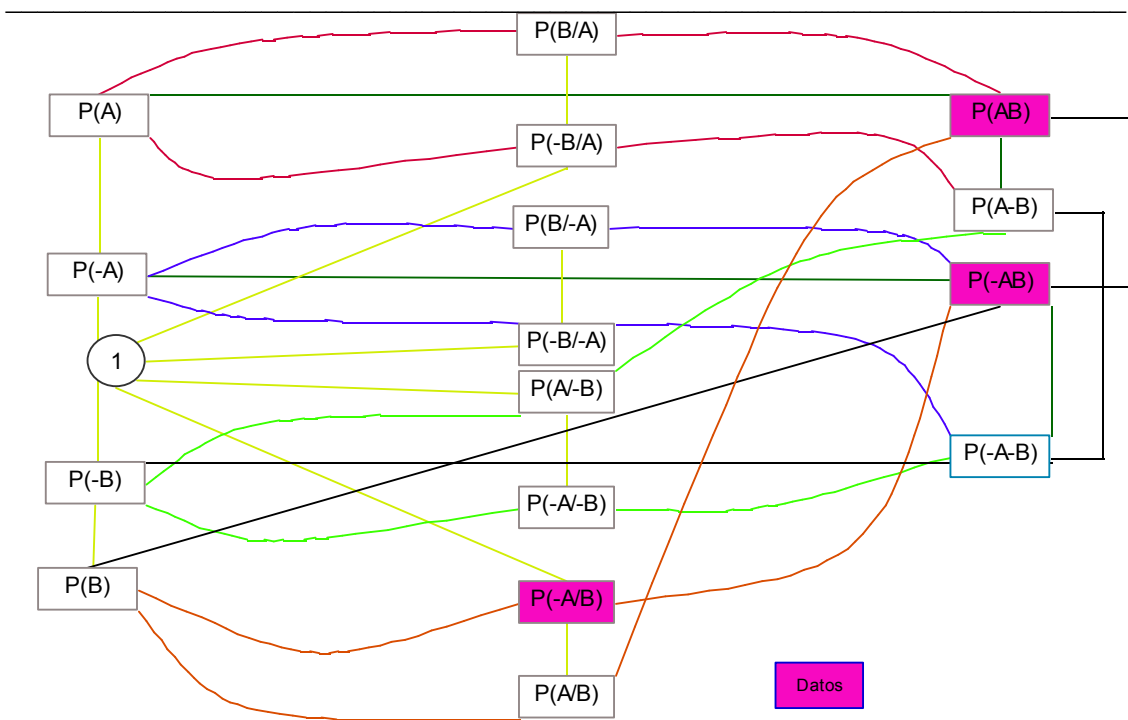 P(B/A)
P(A)
P(AB)
P(-B/A)
P(A-B)
P(B/-A)
P(-A)
P(-AB)
P(-B/-A)
1
P(A/-B)
P(-A-B)
P(-B)
P(-A/-B)
P(B)
P(-A/B)
P(A/B)
Datos